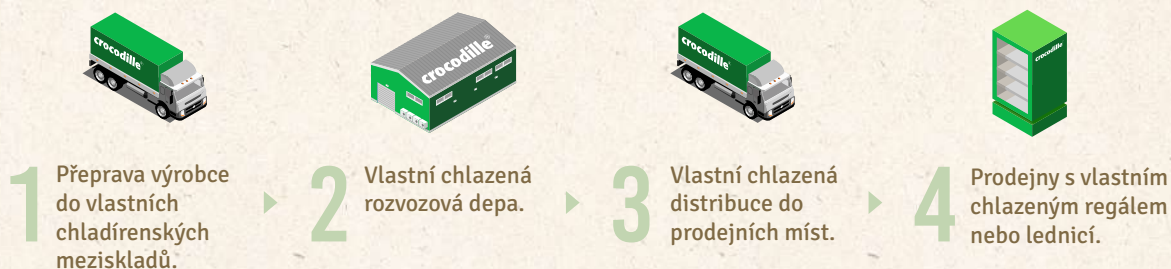 crocodille
crocodille
crocodille
crocodille
1
Přeprava výrobce
do vlastních
chladírenských
meziskladů.
2
Vlastní chlazená
rozvozová depa.
3
Vlastní chlazená
distribuce do
prodejních míst.
4
Prodejny s vlastním
chlazeným regálem
nebo lednicí.